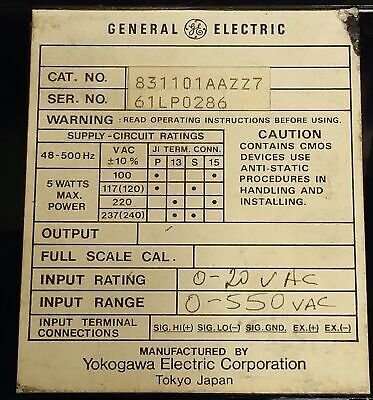 GENERAL GE ELECTRIC
CAT. NO. 831101AAZZ7
SER. NO. 61LP0286
WARNING : READ OPERATING INSTRUCTIONS BEFORE USING.
SUPPLY-CIRCUIT RATINGS
48-500Hz VAC ±10% JI TERM. CONN. P 13 S 15
5 WATTS MAX. POWER
100 • •
117(120) • •
220 • •
237(240) • •
CAUTION
CONTAINS CMOS
DEVICES USE
ANTI-STATIC
PROCEDURES IN
HANDLING AND
INSTALLING.
OUTPUT
FULL SCALE CAL.
INPUT RATING 0-20 VAC
INPUT RANGE 0-550 VAC
INPUT TERMINAL CONNECTIONS SIG. HI(+) SIG. LO(-) SIG. GND. EX.(+) EX.(-)
MANUFACTURED BY
Yokogawa Electric Corporation
Tokyo Japan